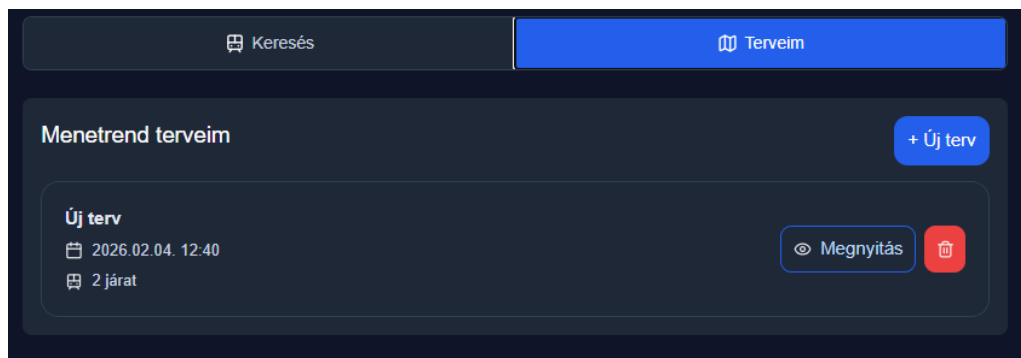 Keresés
Terveim
Menetrend terveim
+ Új terv
Új terv
2026.02.04. 12:40
Megnyitás
2 járat